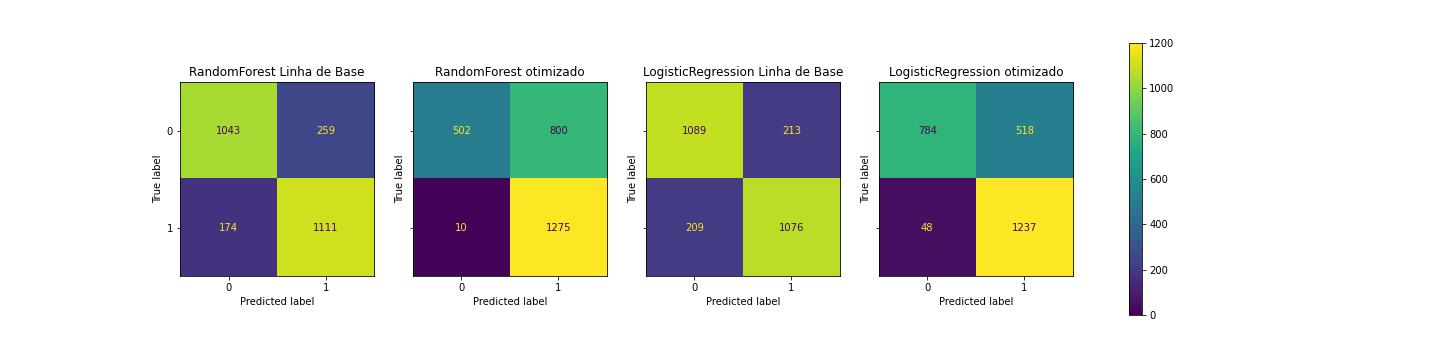 RandomForest Linha de Base
RandomForest otimizado
LogisticRegression Linha de Base
LogisticRegression otimizado
True label
0
1
1043 259
174 1111
0 1
Predicted label
True label
502 800
10 1275
0 1
Predicted label
True label
1089 213
209 1076
0 1
Predicted label
True label
784 518
48 1237
0 1
Predicted label
1200
1000
800
600
400
200
0